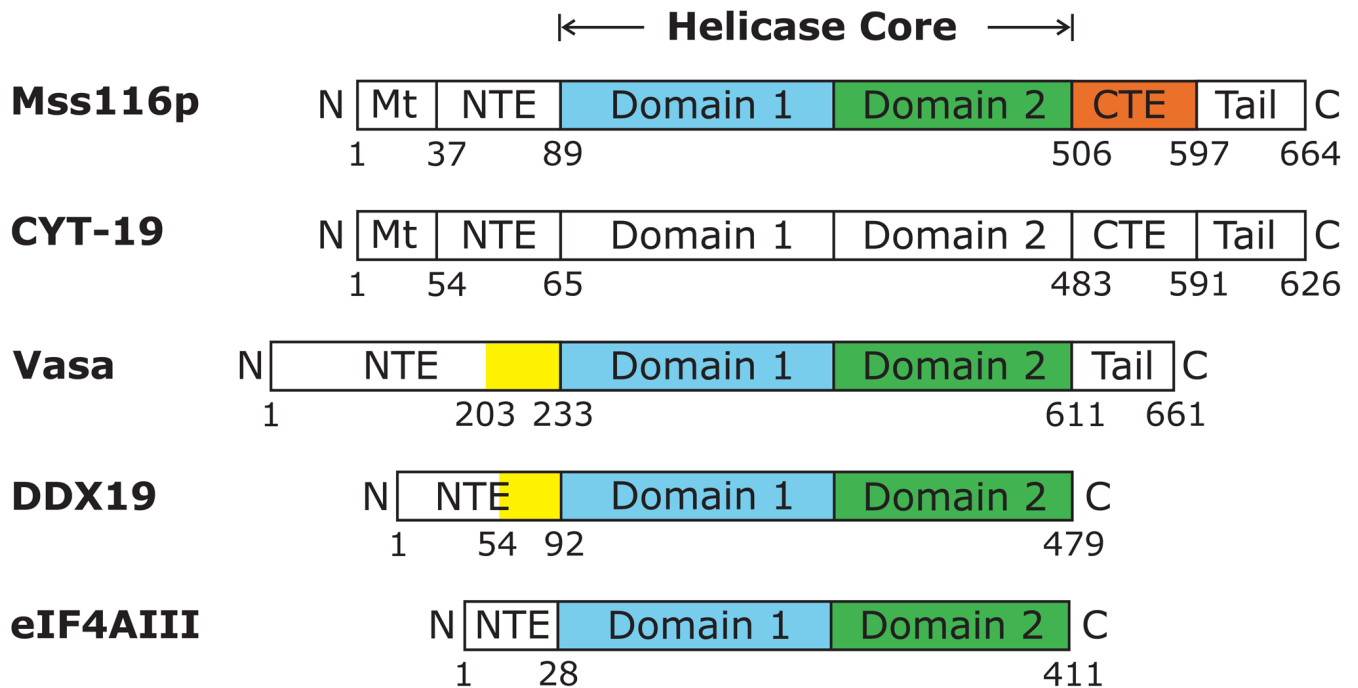 Helicase Core
Mss116p N Mt NTE Domain 1 Domain 2 CTE Tail C
1 37 89 506 597 664
CYT-19 N Mt NTE Domain 1 Domain 2 CTE Tail C
1 54 65 483 591 626
Vasa N NTE Domain 1 Domain 2 Tail C
1 203 233 611 661
DDX19 N NTE Domain 1 Domain 2 C
1 54 92 479
eIF4AIII N NTE Domain 1 Domain 2 C
1 28 411